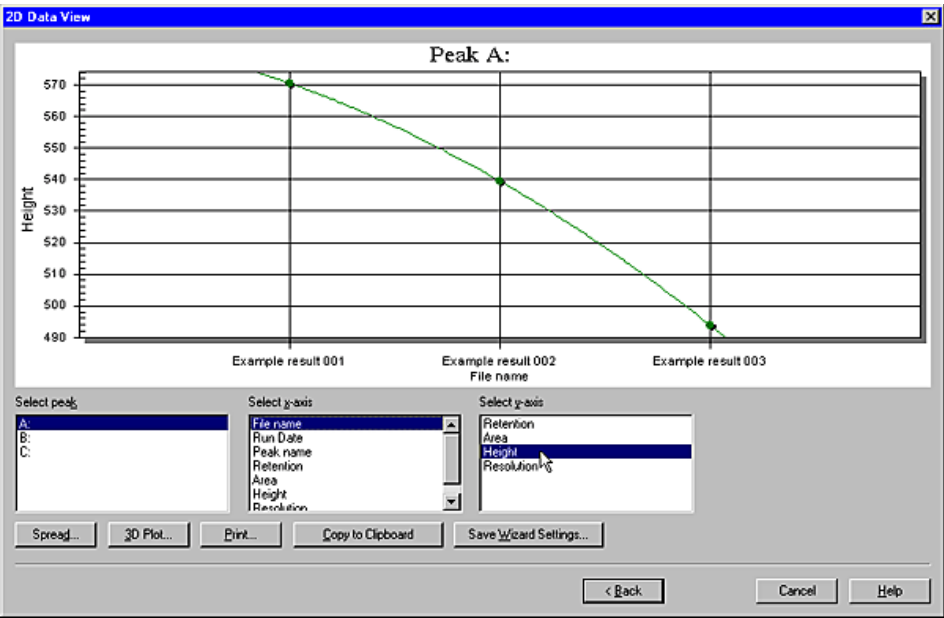 2D Data View
Peak A:
570
560
550
540
530
520
510
500
490
Height
Example result 001 Example result 002 Example result 003
File name
Select peak Select x-axis Select y-axis
A:
B:
C:
File name
Run Date
Peak name
Retention
Area
Height
Resolution
Retention
Area
Height
Resolution
Spread... 3D Plot... Print... Copy to Clipboard Save Wizard Settings...
< Back Cancel Help